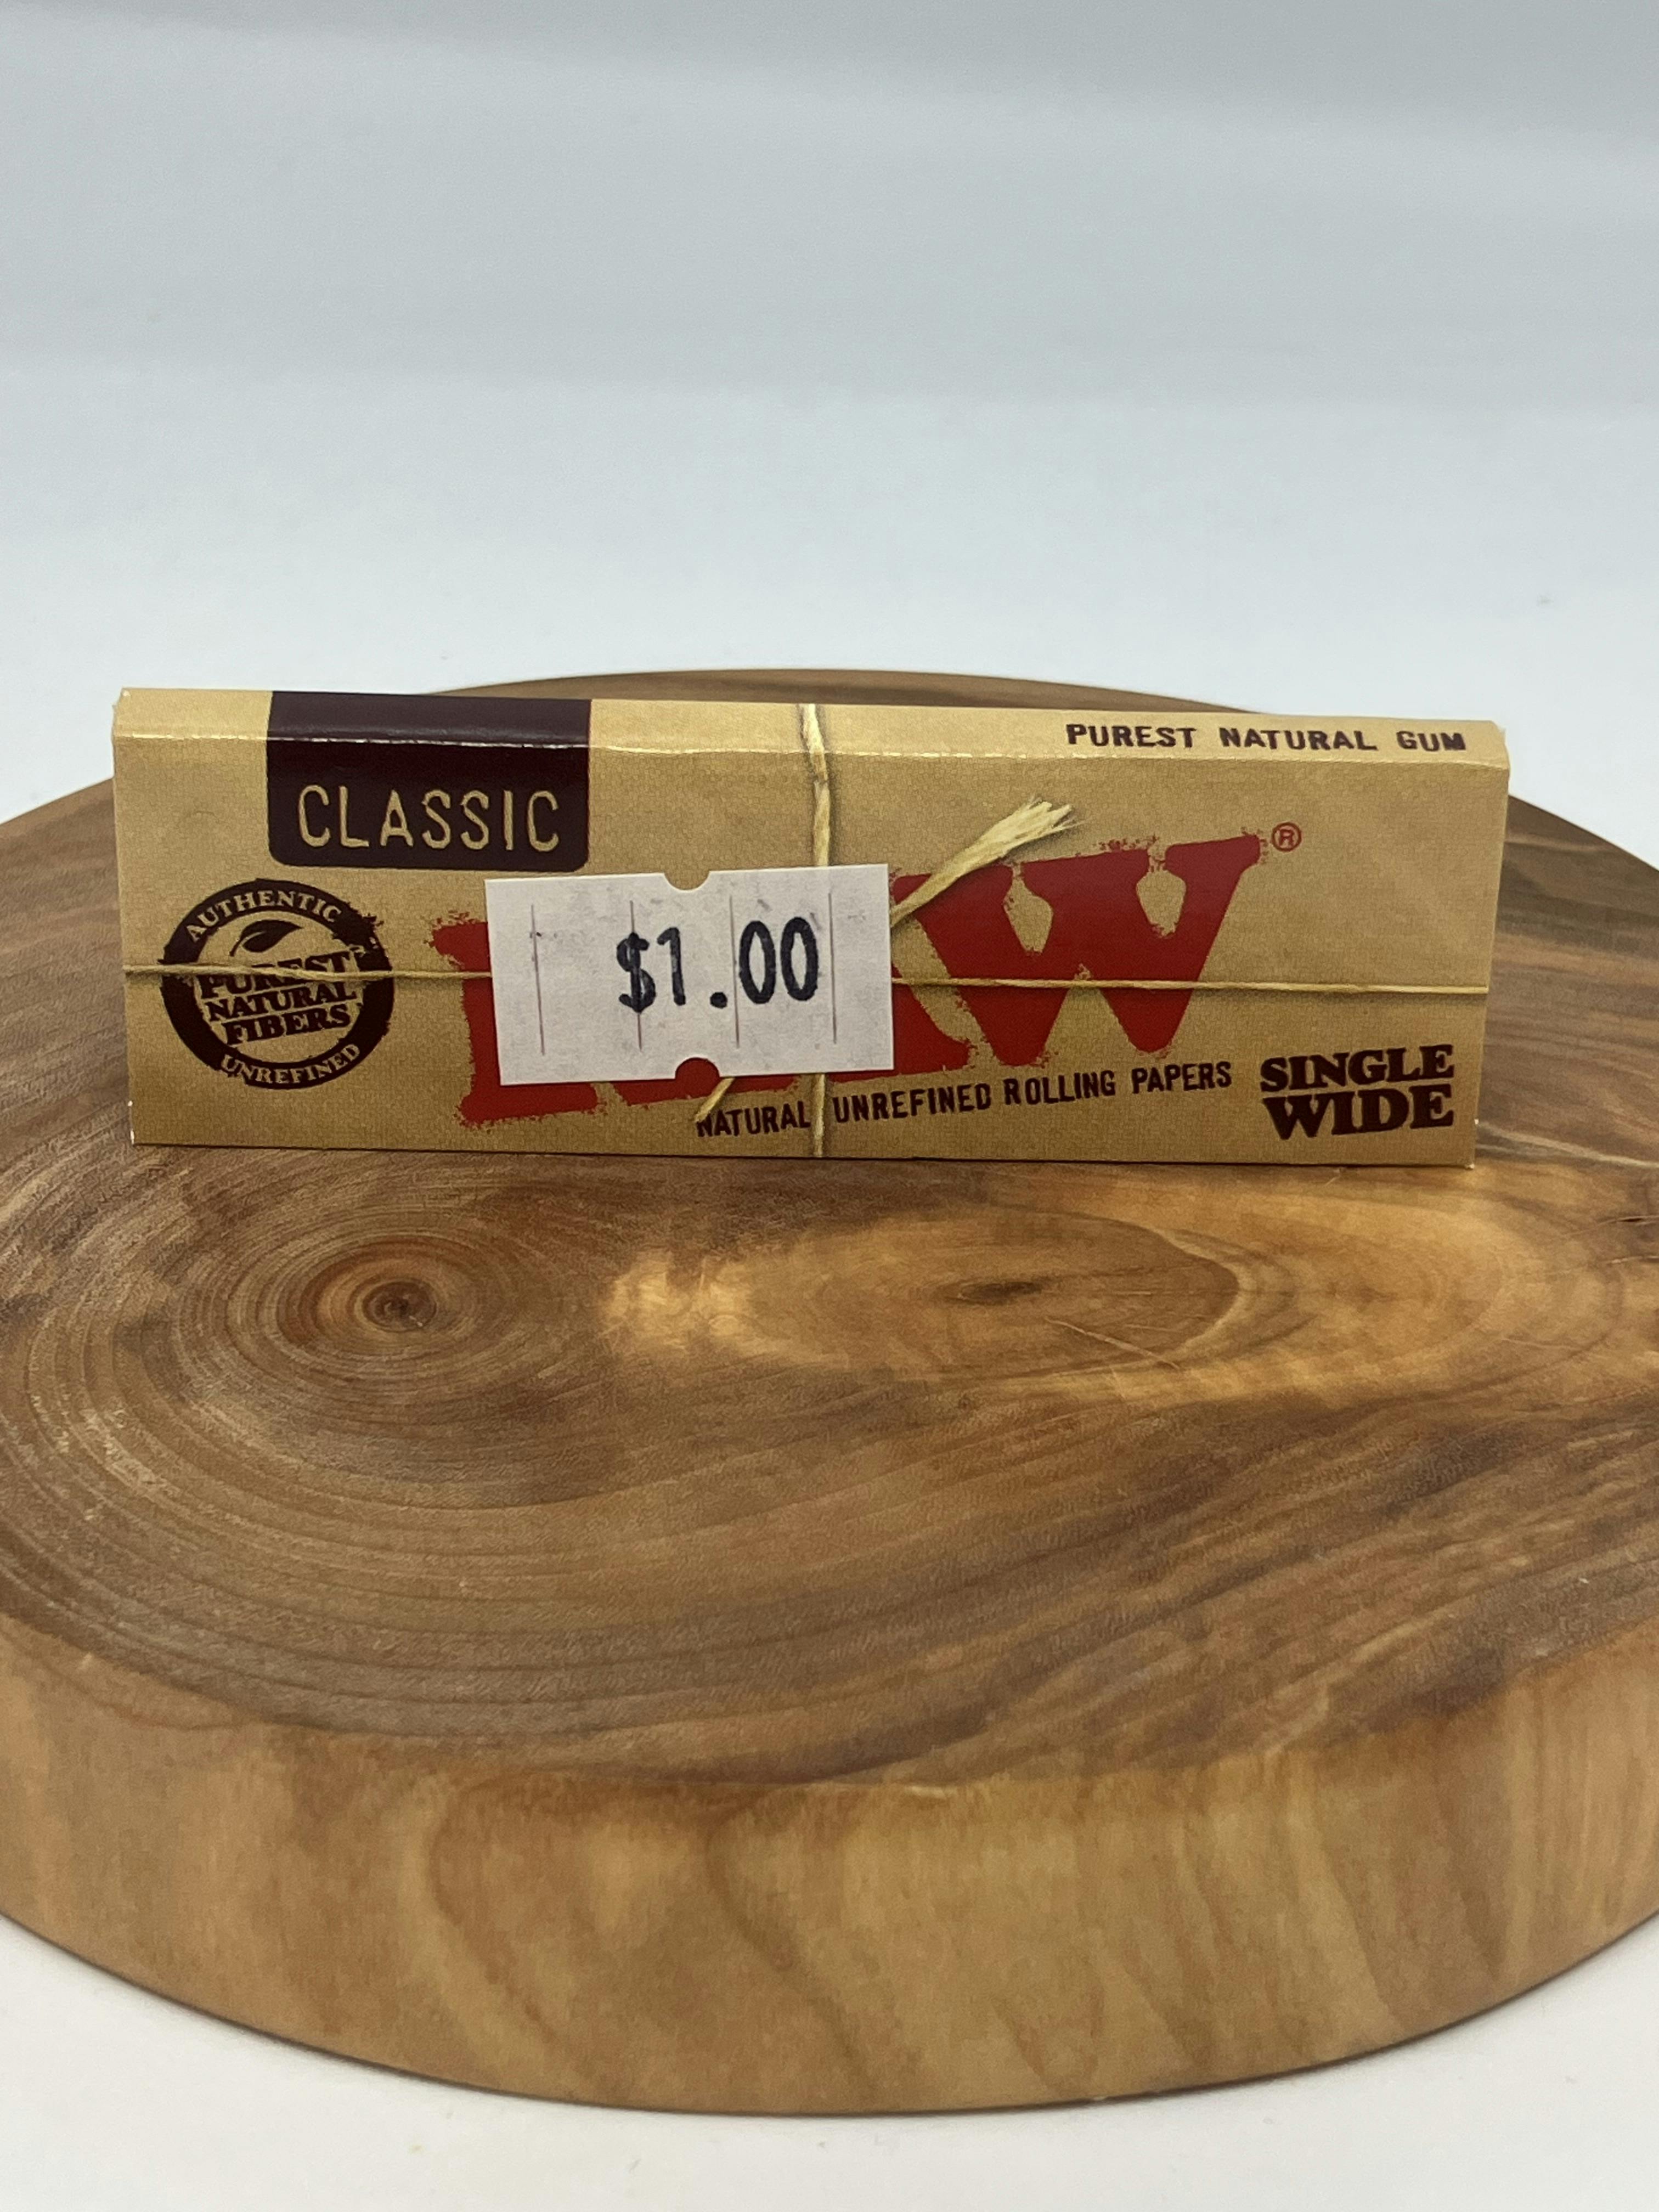 PUREST NATURAL GUM
CLASSIC
®
AUTHENTIC
PUREST
NATURAL
FIBERS
UNREFINED
$1.00
NATURAL UNREFINED ROLLING PAPERS
SINGLE
WIDE